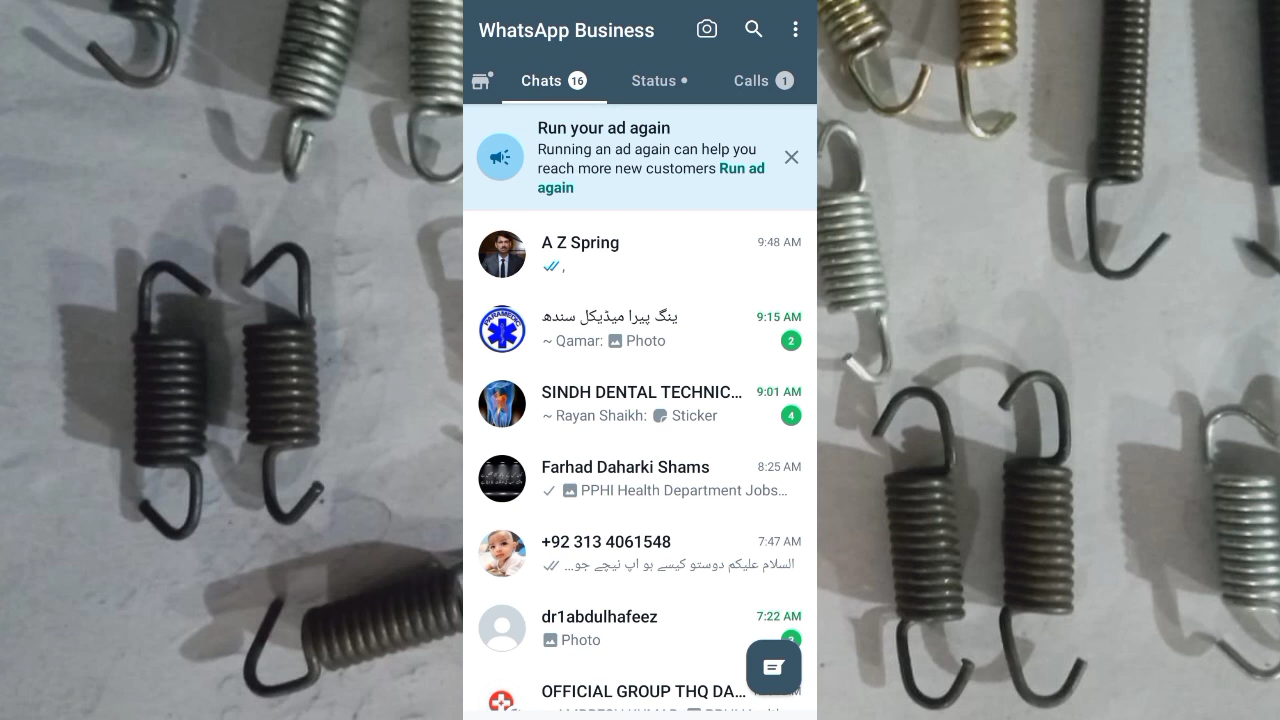 WhatsApp Business
Chats 16
Status
Calls 1
Run your ad again
Running an ad again can help you
reach more new customers Run ad
again
A Z Spring 9:48 AM
,
ینگ پیرا میڈیکل سندھ 9:15 AM
~ Qamar: Photo 2
SINDH DENTAL TECHNIC... 9:01 AM
~ Rayan Shaikh: Sticker 4
Farhad Daharki Shams 8:25 AM
PPHI Health Department Jobs...
+92 313 4061548 7:47 AM
السلام علیکم دوستو کیسے ہو اپ نیچے جو...
dr1abdulhafeez 7:22 AM
Photo
OFFICIAL GROUP THQ DA...